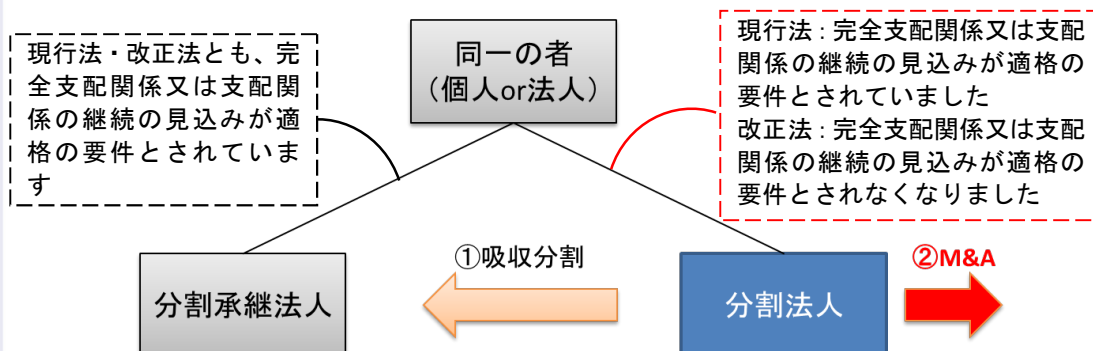 現行法・改正法とも、完
全支配関係又は支配関
係の継続の見込みが適
格の要件とされていま
す
同一の者
（個人or法人）
現行法：完全支配関係又は支配
関係の継続の見込みが適格の
要件とされていました
改正法：完全支配関係又は支配
関係の継続の見込みが適格の
要件とされなくなりました
①吸収分割
②M&A
分割承継法人
分割法人